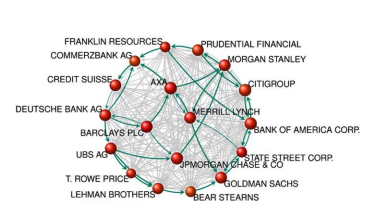 FRANKLIN RESOURCES
PRUDENTIAL FINANCIAL
COMMERZBANK AG
MORGAN STANLEY
CREDIT SUISSE
AXA
CITIGROUP
DEUTSCHE BANK AG
MERRILL LYNCH
BARCLAYS PLC
BANK OF AMERICA CORP.
UBS AG
STATE STREET CORP.
JPMORGAN CHASE & CO
T. ROWE PRICE
GOLDMAN SACHS
LEHMAN BROTHERS
BEAR STEARNS